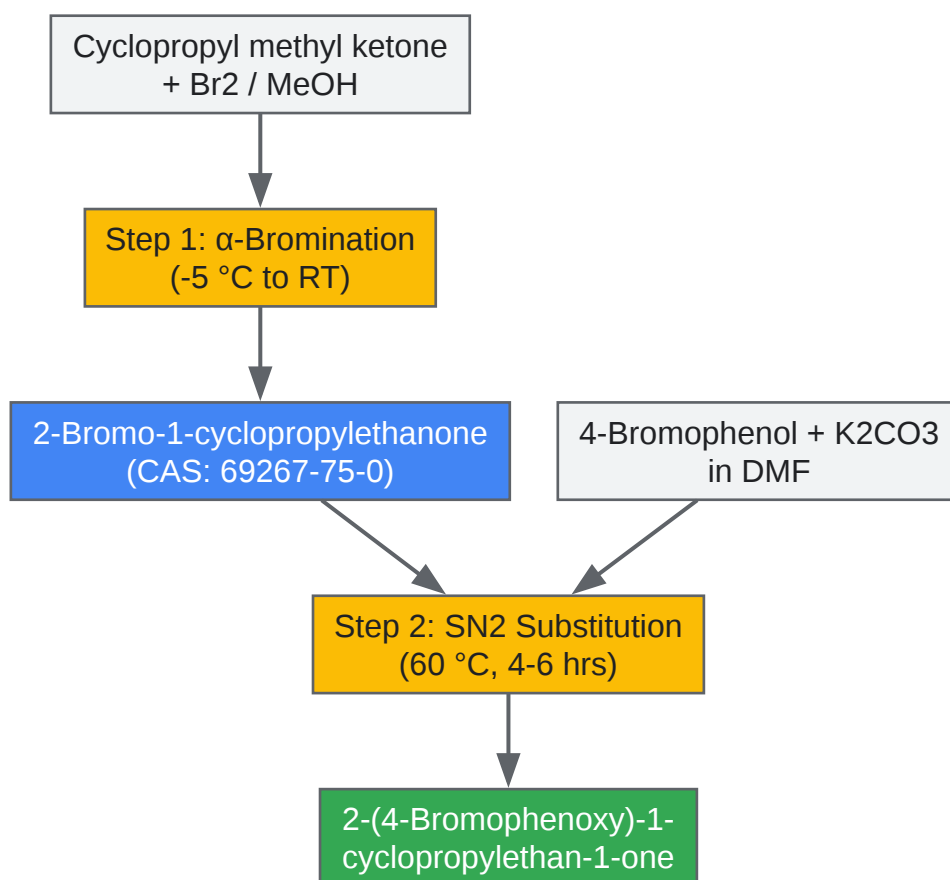 Cyclopropyl methyl ketone
+ Br2 / MeOH
Step 1: α-Bromination
(-5 °C to RT)
2-Bromo-1-cyclopropylethanone
(CAS: 69267-75-0)
4-Bromophenol + K2CO3
in DMF
Step 2: SN2 Substitution
(60 °C, 4-6 hrs)
2-(4-Bromophenoxy)-1-
cyclopropylethan-1-one